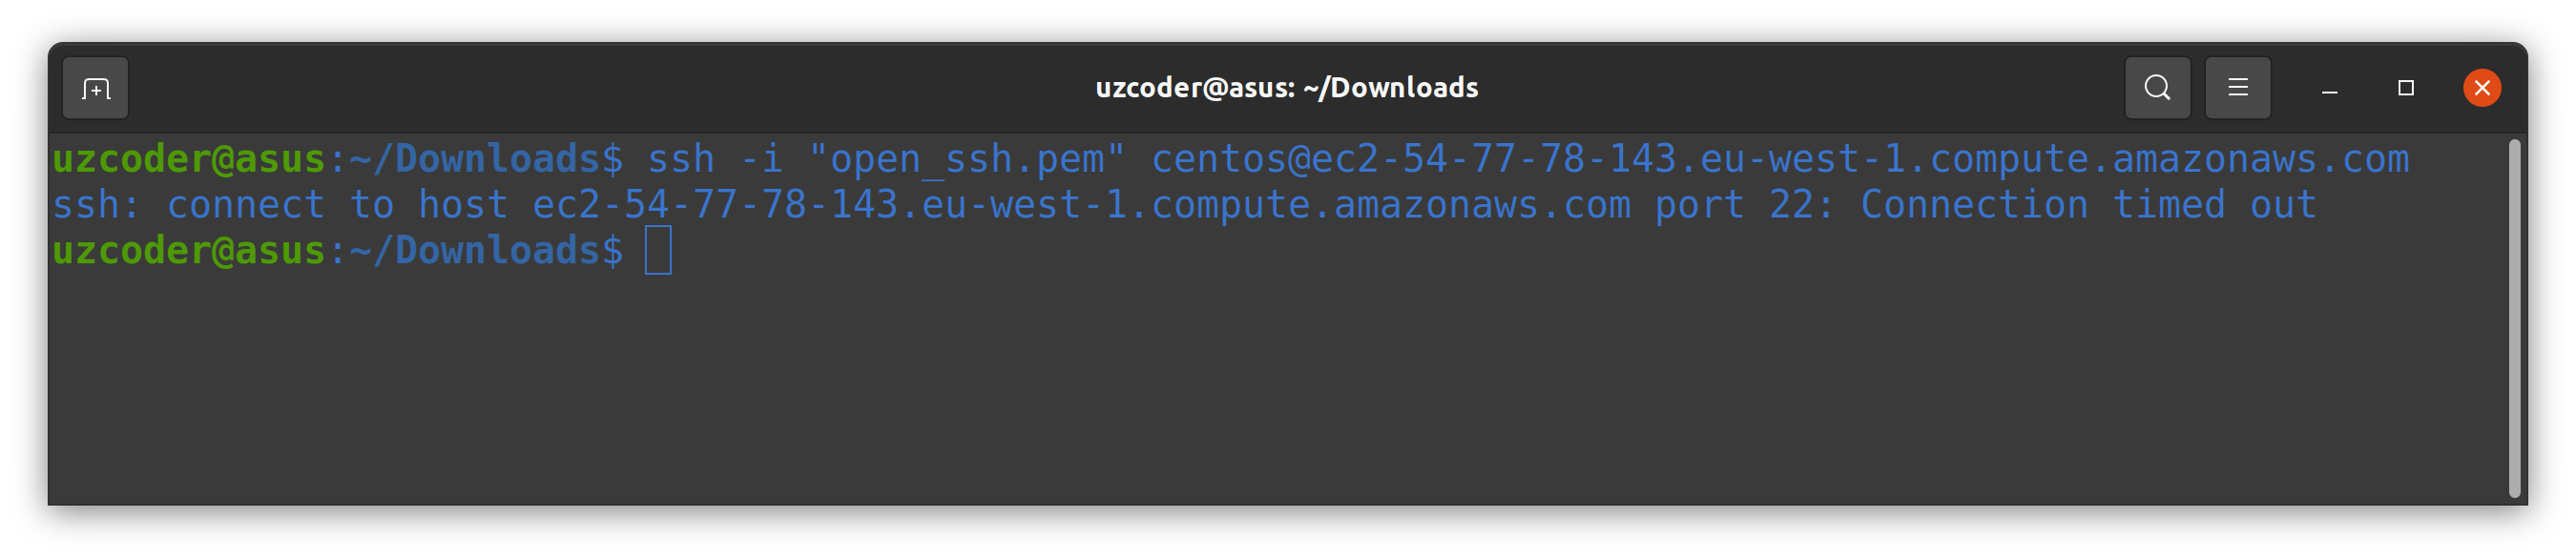 uzcoder@asus: ~/Downloads
uzcoder@asus:~/Downloads$ ssh -i "open_ssh.pem" centos@ec2-54-77-78-143.eu-west-1.compute.amazonaws.com
ssh: connect to host ec2-54-77-78-143.eu-west-1.compute.amazonaws.com port 22: Connection timed out
uzcoder@asus:~/Downloads$